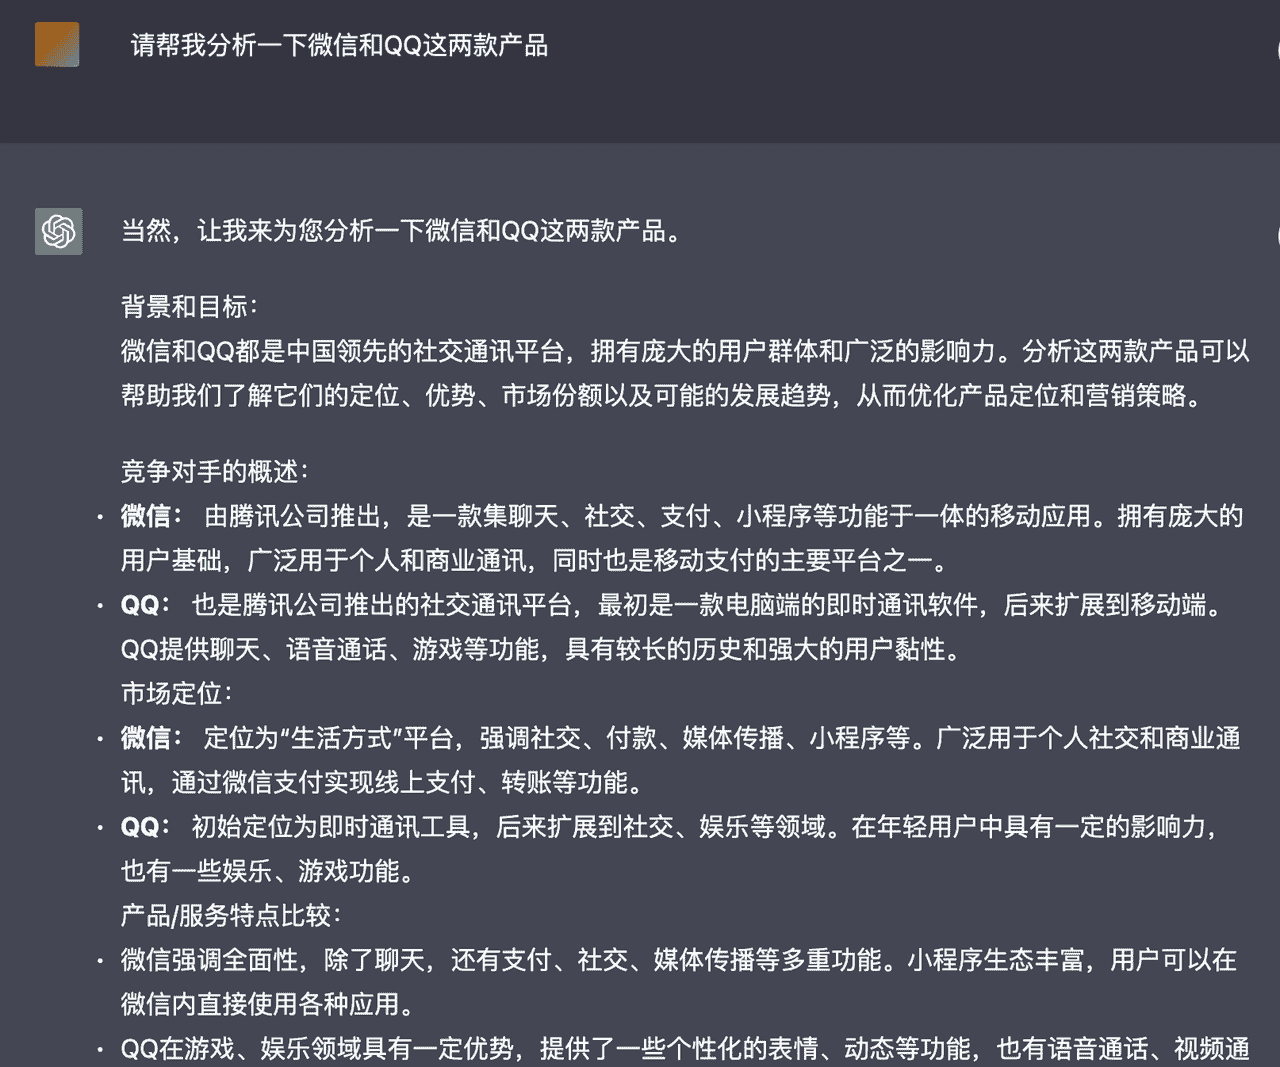 请帮我分析一下微信和QQ这两款产品
当然，让我来为您分析一下微信和QQ这两款产品。
背景和目标：
微信和QQ都是中国领先的社交通讯平台，拥有庞大的用户群体和广泛的影响力。分析这两款产品可以
帮助我们了解它们的定位、优势、市场份额以及可能的发展趋势，从而优化产品定位和营销策略。
竞争对手的概述：
• 微信： 由腾讯公司推出，是一款集聊天、社交、支付、小程序等功能于一体的移动应用。拥有庞大的
用户基础，广泛用于个人和商业通讯，同时也是移动支付的主要平台之一。
• QQ： 也是腾讯公司推出的社交通讯平台，最初是一款电脑端的即时通讯软件，后来扩展到移动端。
QQ提供聊天、语音通话、游戏等功能，具有较长的历史和强大的用户黏性。
市场定位：
• 微信： 定位为“生活方式”平台，强调社交、付款、媒体传播、小程序等。广泛用于个人社交和商业通
讯，通过微信支付实现线上支付、转账等功能。
• QQ： 初始定位为即时通讯工具，后来扩展到社交、娱乐等领域。在年轻用户中具有一定的影响力，
也有一些娱乐、游戏功能。
产品/服务特点比较：
• 微信强调全面性，除了聊天，还有支付、社交、媒体传播等多重功能。小程序生态丰富，用户可以在
微信内直接使用各种应用。
• QQ在游戏、娱乐领域具有一定优势，提供了一些个性化的表情、动态等功能，也有语音通话、视频通